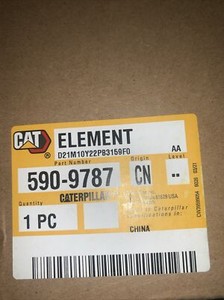 CAT ELEMENT
D21M10Y22PB3159F0 AA
Part Number Origin Level
590-9787 CN --
Quantity CATERPILLAR
1 PC
CHINA